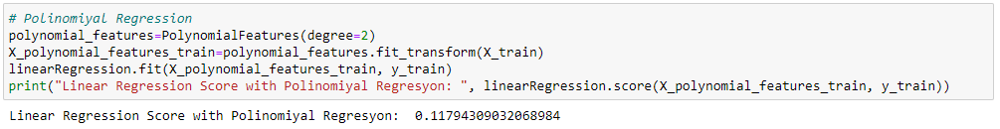 # Polinomiyal Regression
polynomial_features=PolynomialFeatures(degree=2)
X_polynomial_features_train=polynomial_features.fit_transform(X_train)
linearRegression.fit(X_polynomial_features_train, y_train)
print("Linear Regression Score with Polinomiyal Regresyon: ", linearRegression.score(X_polynomial_features_train, y_train))
Linear Regression Score with Polinomiyal Regresyon:  0.11794309032068984